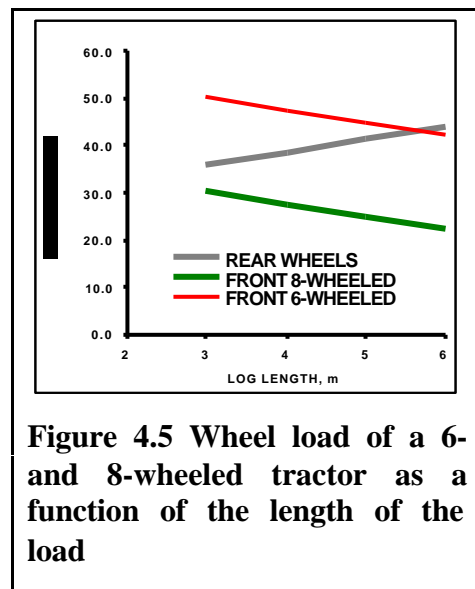 60.0
50.0
40.0
30.0
20.0
10.0
0.0
REAR WHEELS
FRONT 8-WHEELED
FRONT 6-WHEELED
2 3 4 5 6
LOG LENGTH, m
Figure 4.5 Wheel load of a 6-
and 8-wheeled tractor as a
function of the length of the
load